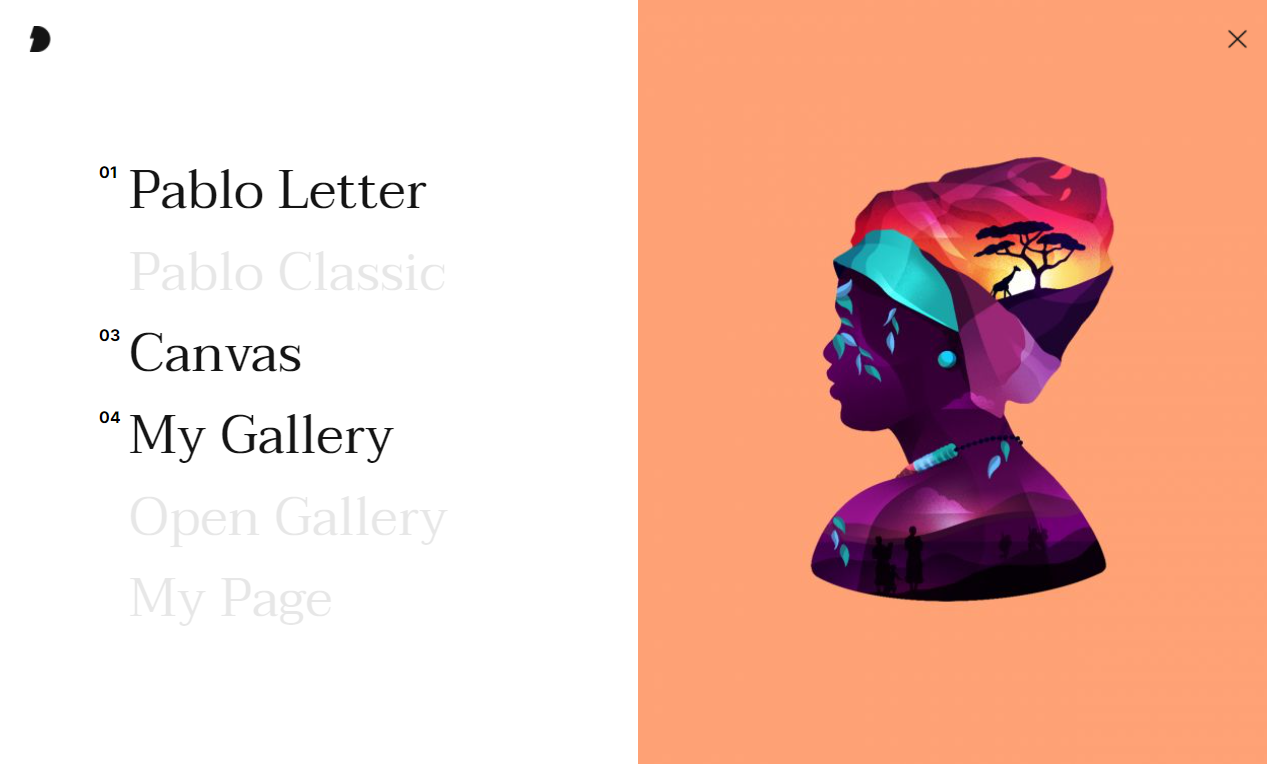 01 Pablo Letter
Pablo Classic
03 Canvas
04 My Gallery
Open Gallery
My Page